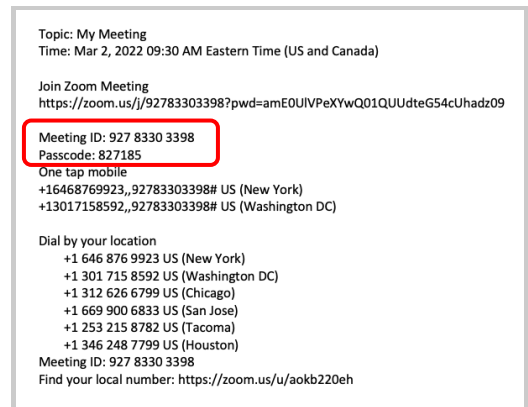 Topic: My Meeting
Time: Mar 2, 2022 09:30 AM Eastern Time (US and Canada)
Join Zoom Meeting
https://zoom.us/j/92783303398?pwd=amE0UlVPeXYwQ01QUUdteG54cUhadz09
Meeting ID: 927 8330 3398
Passcode: 827185
One tap mobile
+16468769923,,92783303398# US (New York)
+13017158592,,92783303398# US (Washington DC)
Dial by your location
+1 646 876 9923 US (New York)
+1 301 715 8592 US (Washington DC)
+1 312 626 6799 US (Chicago)
+1 669 900 6833 US (San Jose)
+1 253 215 8782 US (Tacoma)
+1 346 248 7799 US (Houston)
Meeting ID: 927 8330 3398
Find your local number: https://zoom.us/u/aokb220eh